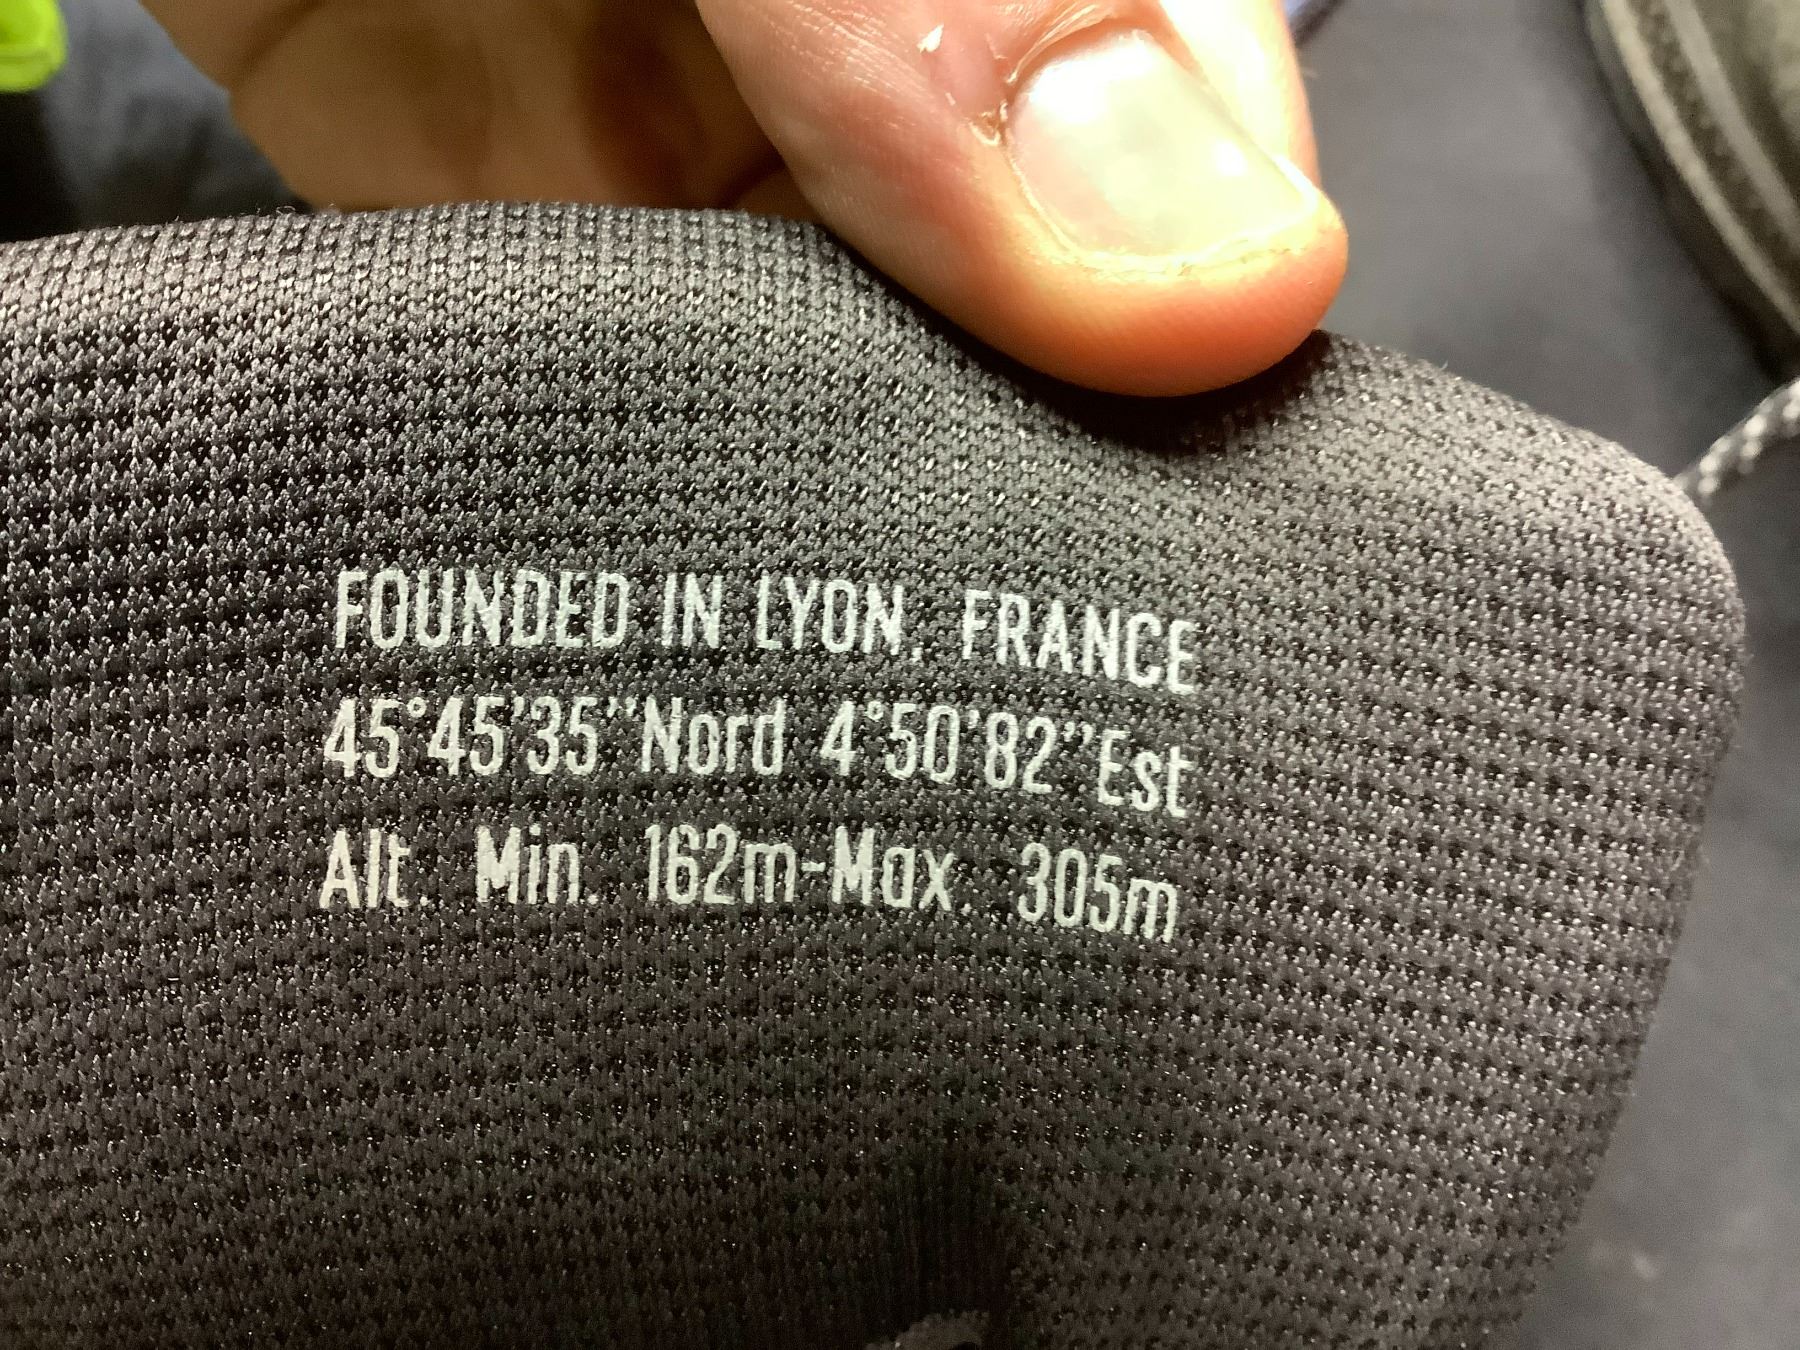 FOUNDED IN LYON, FRANCE
45°45'35"Nord 4°50'82"Est
Alt. Min. 162m-Max. 305m